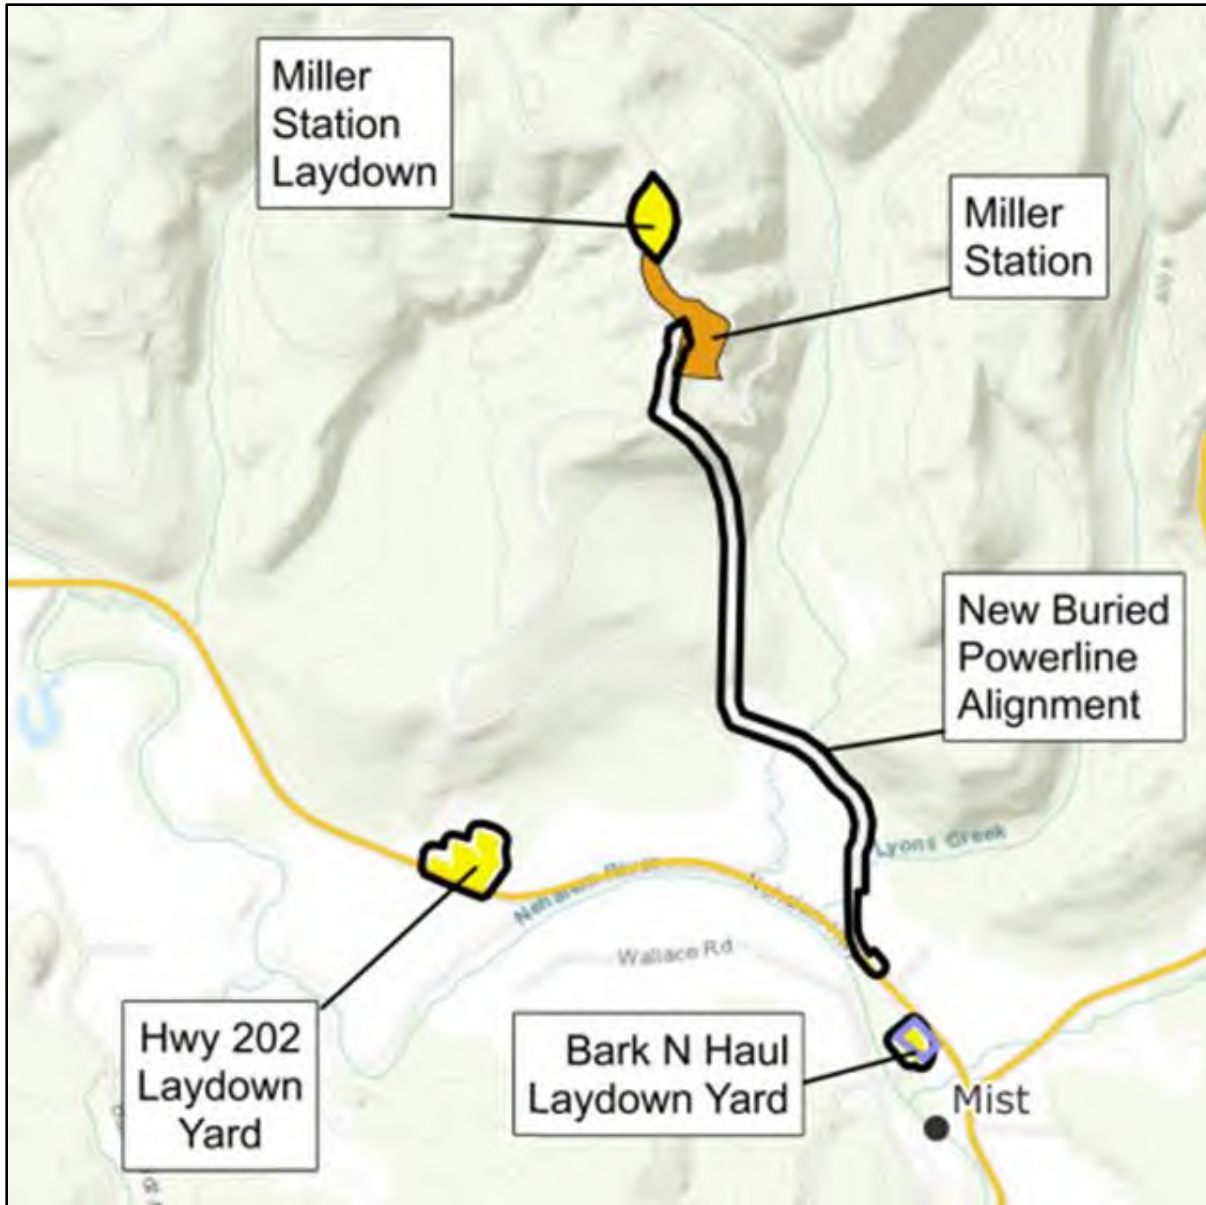 Miller
Station
Laydown
Miller
Station
New Buried
Powerline
Alignment
Lyons Creek
Nehalem River
Wallace Rd
Hwy 202
Laydown
Yard
Bark N Haul
Laydown Yard
Mist